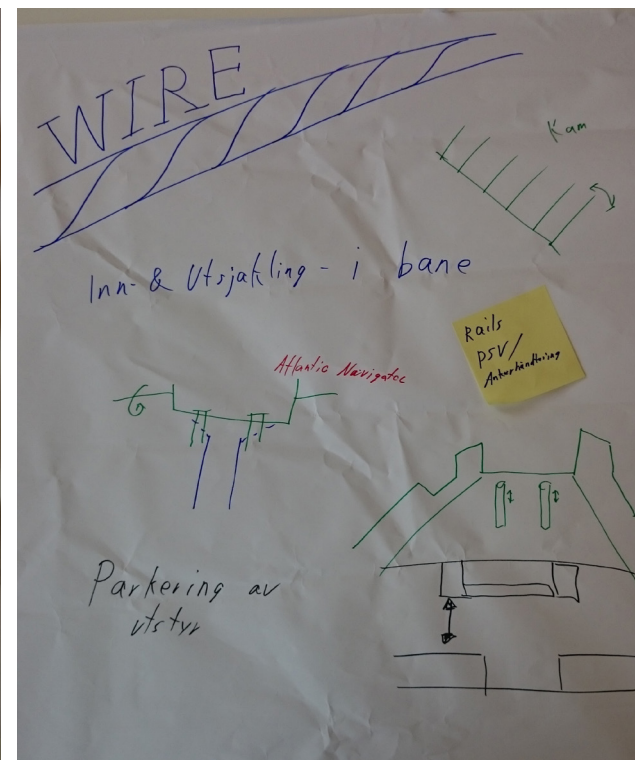 WIRE
Kam
Inn- & Utsjakling - i bane
Rails
PSV/
Ankerhåndtering
Atlantic Navigator
Parkering av
utstyr